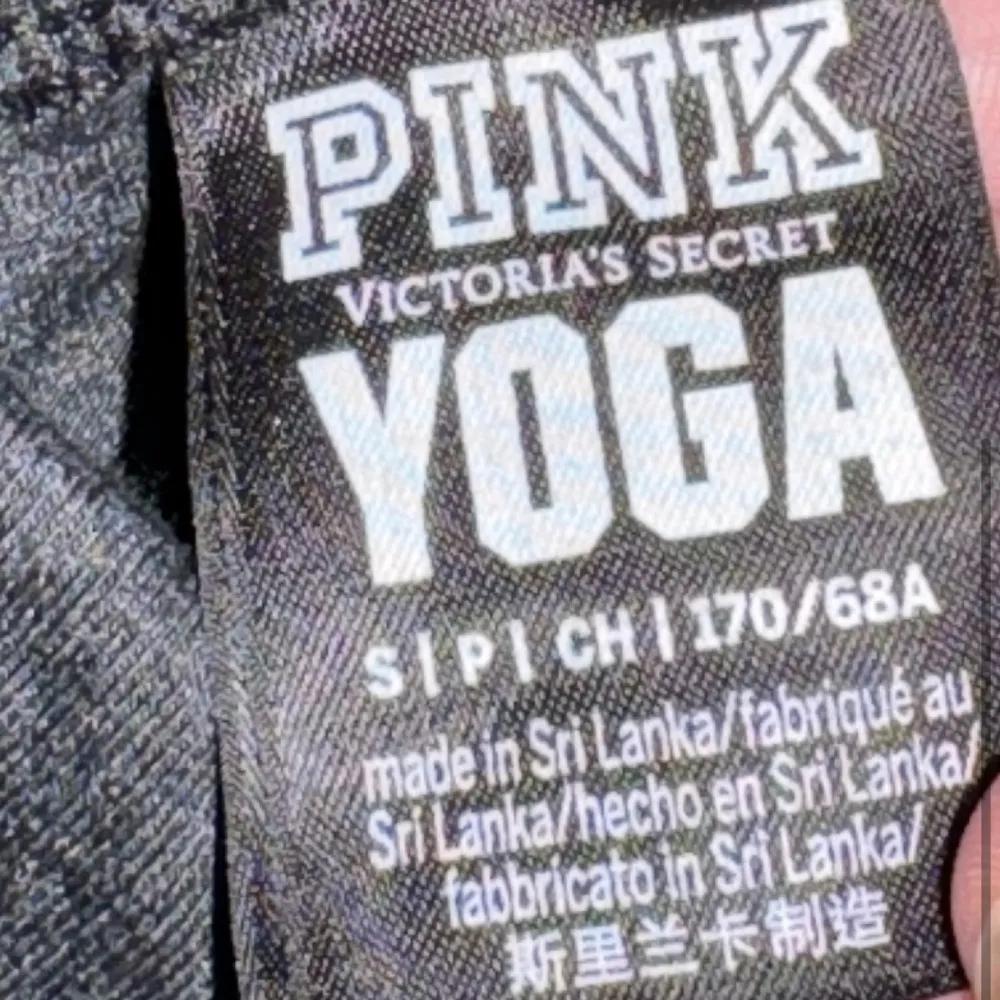 PINK
VICTORIA'S SECRET
YOGA
S | P | CH | 170/68A
made in Sri Lanka/fabriqué au
Sri Lanka/hecho en Sri Lanka/
fabbricato in Sri Lanka/
斯里兰卡制造